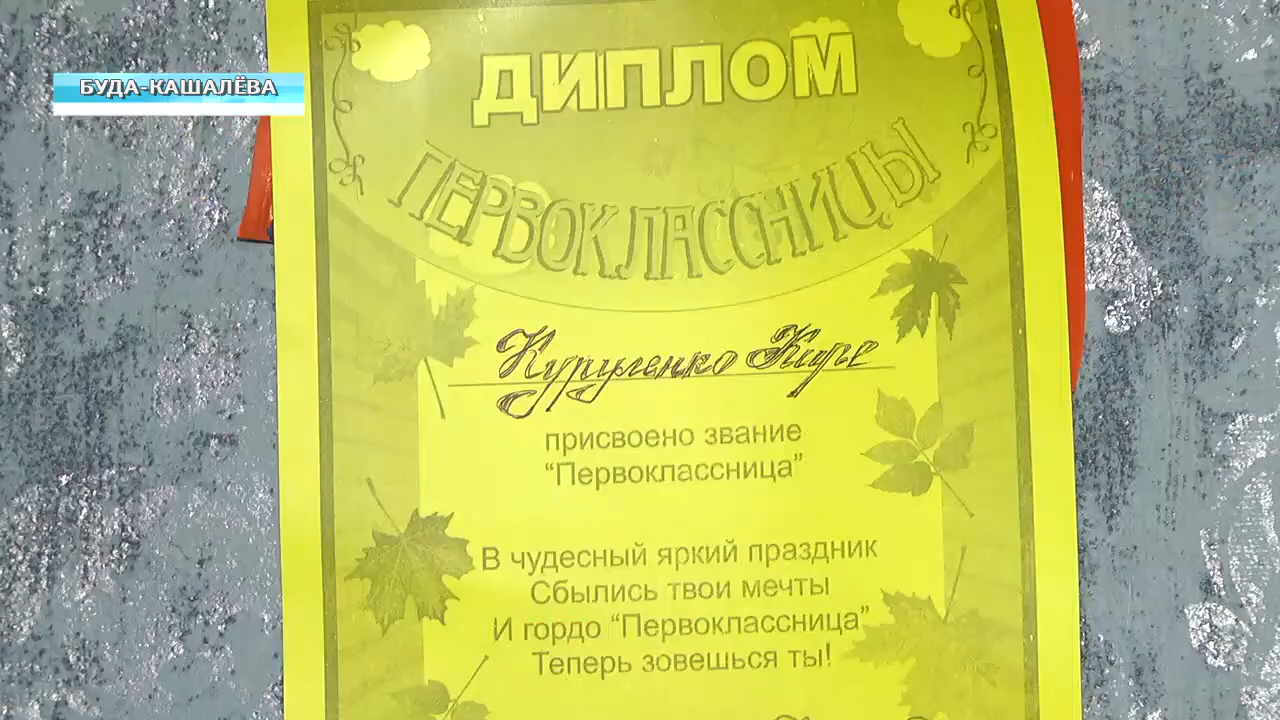 БУДА-КАШАЛЁВА
ДИПЛОМ
ПЕРВОКЛАССНИЦЫ
Куруленко Кире
присвоено звание
“Первоклассница”
В чудесный яркий праздник
Сбылись твои мечты
И гордо “Первоклассница”
Теперь зовешься ты!